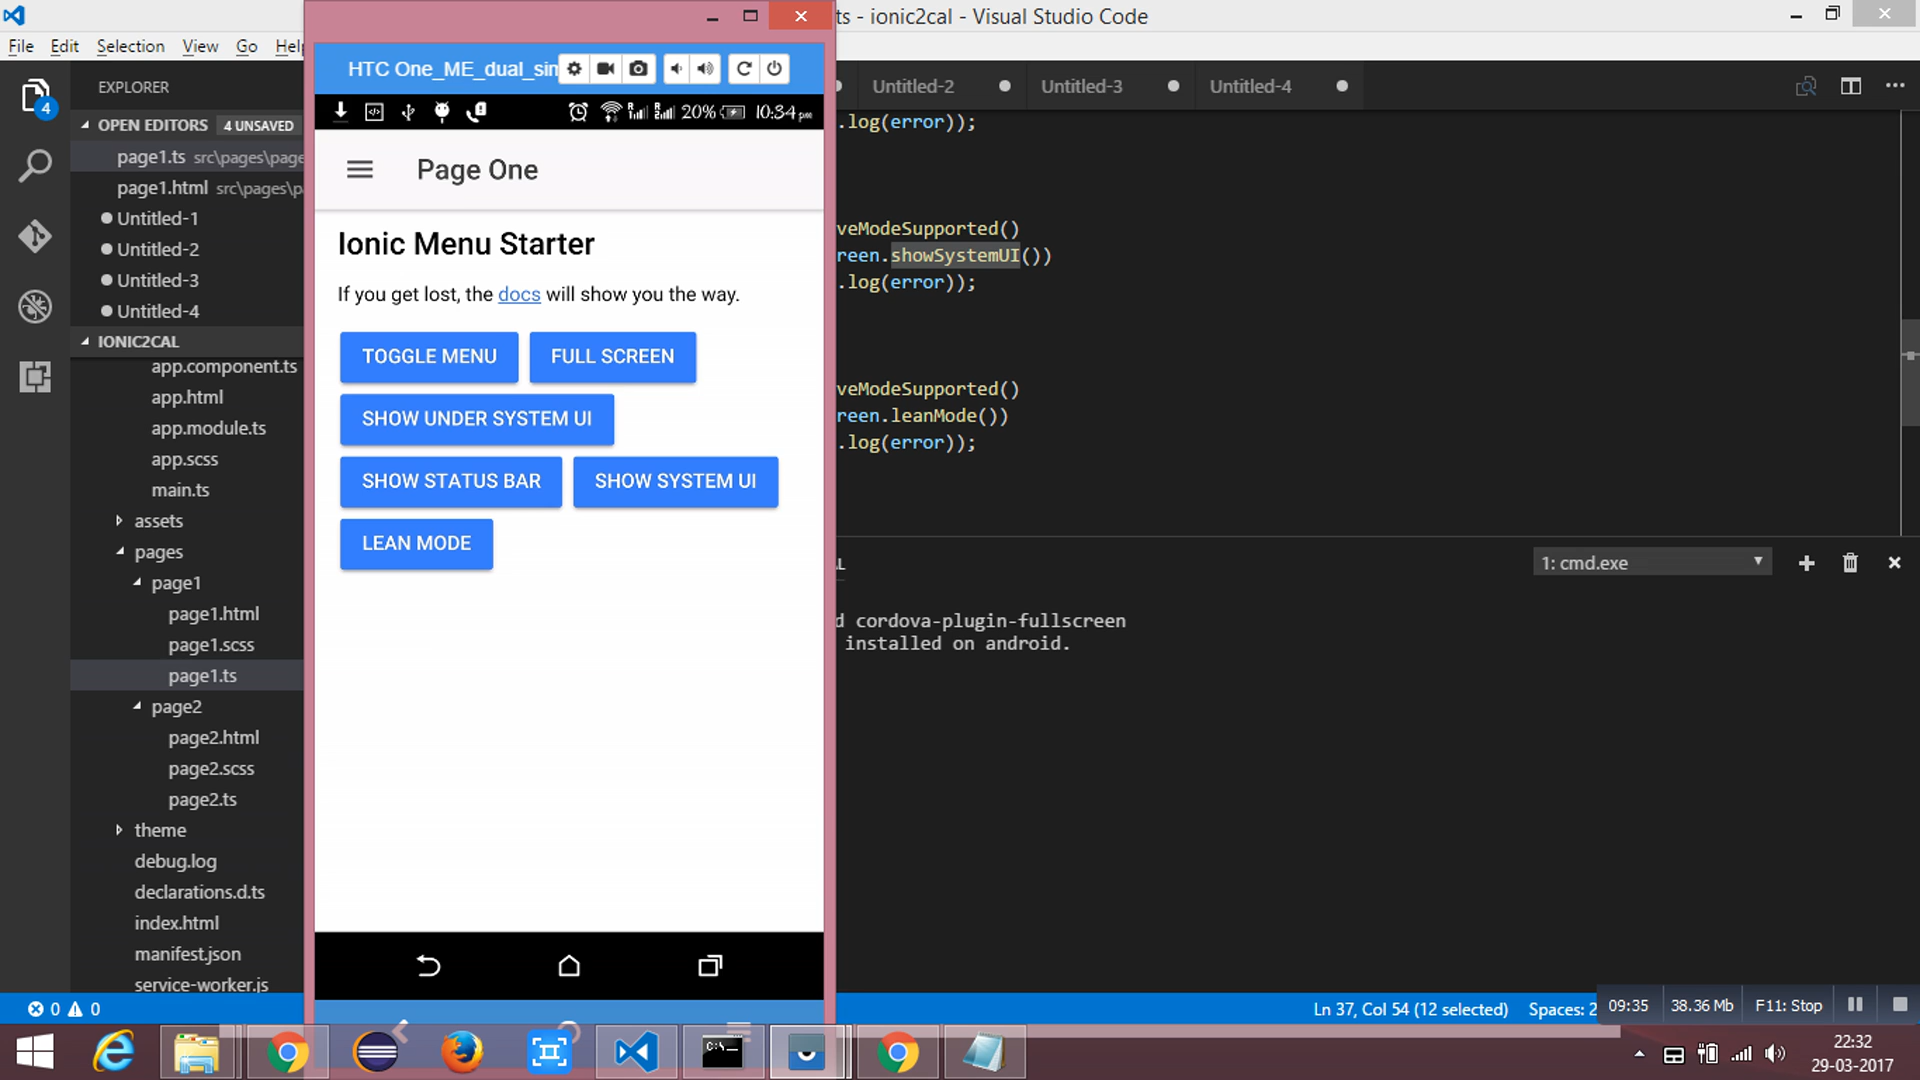 ts - ionic2cal - Visual Studio Code
File Edit Selection View Go Help
EXPLORER
OPEN EDITORS 4 UNSAVED
page1.ts src\pages\page
page1.html src\pages\p
Untitled-1
Untitled-2
Untitled-3
Untitled-4
IONIC2CAL
app.component.ts
app.html
app.module.ts
app.scss
main.ts
assets
pages
page1
page1.html
page1.scss
page1.ts
page2
page2.html
page2.scss
page2.ts
theme
debug.log
declarations.d.ts
index.html
manifest.json
service-worker.js
4
HTC One_ME_dual_sim
20% 10:34 pm
Page One
Ionic Menu Starter
If you get lost, the docs will show you the way.
TOGGLE MENU FULL SCREEN
SHOW UNDER SYSTEM UI
SHOW STATUS BAR SHOW SYSTEM UI
LEAN MODE
Untitled-2 Untitled-3 Untitled-4
.log(error));
veModeSupported()
reen.showSystemUI())
.log(error));
veModeSupported()
reen.leanMode())
.log(error));
1: cmd.exe
d cordova-plugin-fullscreen
installed on android.
0 0
Ln 37, Col 54 (12 selected) Spaces: 2
09:35 38.36 Mb F11: Stop
22:32
29-03-2017